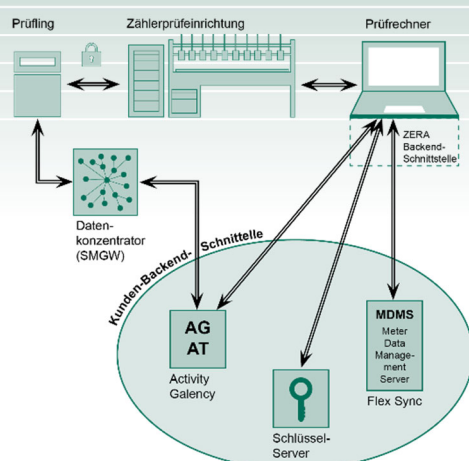 Prüfling
Zählerprüfeinrichtung
Prüfrechner
ZERA
Backend-
Schnittstelle
Daten-
konzentrator
(SMGW)
Kunden-Backend-Schnittelle
AG
AT
Activity
Galency
Schlüssel-
Server
MDMS
Meter
Data
Manage-
ment
Server
Flex Sync